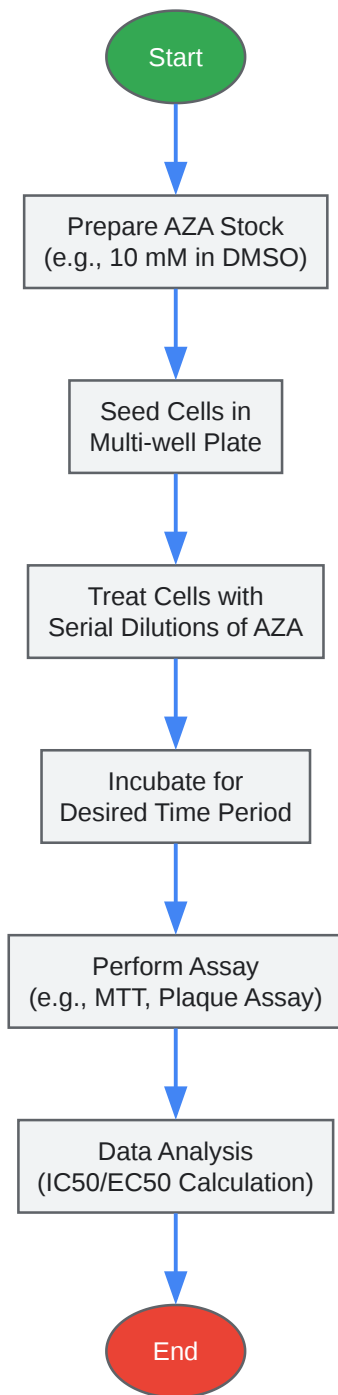 Start
Prepare AZA Stock
(e.g., 10 mM in DMSO)
Seed Cells in
Multi-well Plate
Treat Cells with
Serial Dilutions of AZA
Incubate for
Desired Time Period
Perform Assay
(e.g., MTT, Plaque Assay)
Data Analysis
(IC50/EC50 Calculation)
End